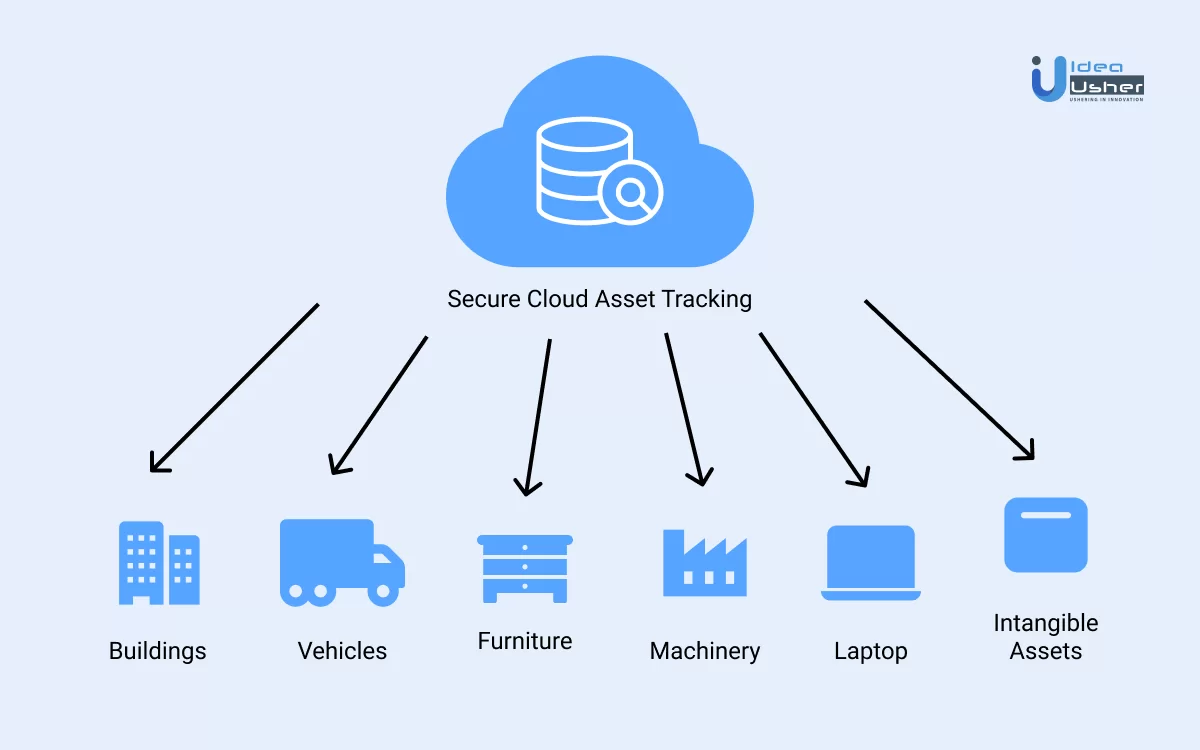 Idea
Usher
USHERING IN INNOVATION
Secure Cloud Asset Tracking
Buildings
Vehicles
Furniture
Machinery
Laptop
Intangible
Assets